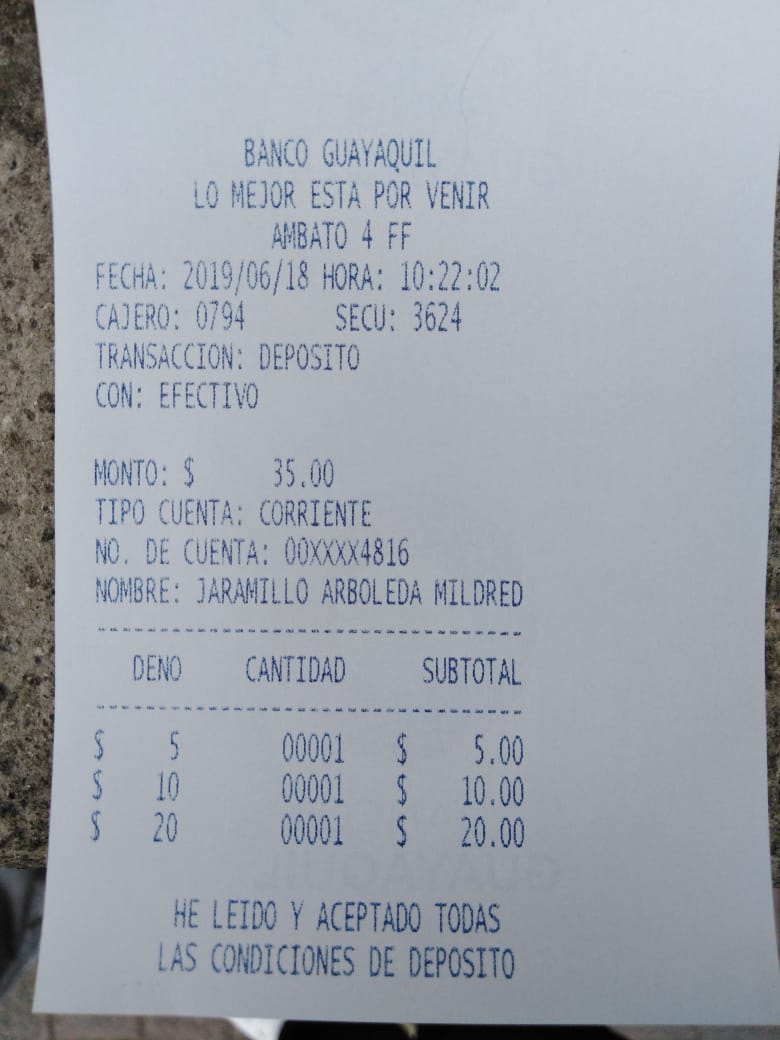 BANCO GUAYAQUIL
LO MEJOR ESTA POR VENIR
AMBATO 4 FF
FECHA: 2019/06/18 HORA: 10:22:02
CAJERO: 0794 SECU: 3624
TRANSACCION: DEPOSITO
CON: EFECTIVO
MONTO: $ 35.00
TIPO CUENTA: CORRIENTE
NO. DE CUENTA: 00XXXX4816
NOMBRE: JARAMILLO ARBOLEDA MILDRED
DENO CANTIDAD SUBTOTAL
$ 5 00001 $ 5.00
$ 10 00001 $ 10.00
$ 20 00001 $ 20.00
HE LEIDO Y ACEPTADO TODAS
LAS CONDICIONES DE DEPOSITO